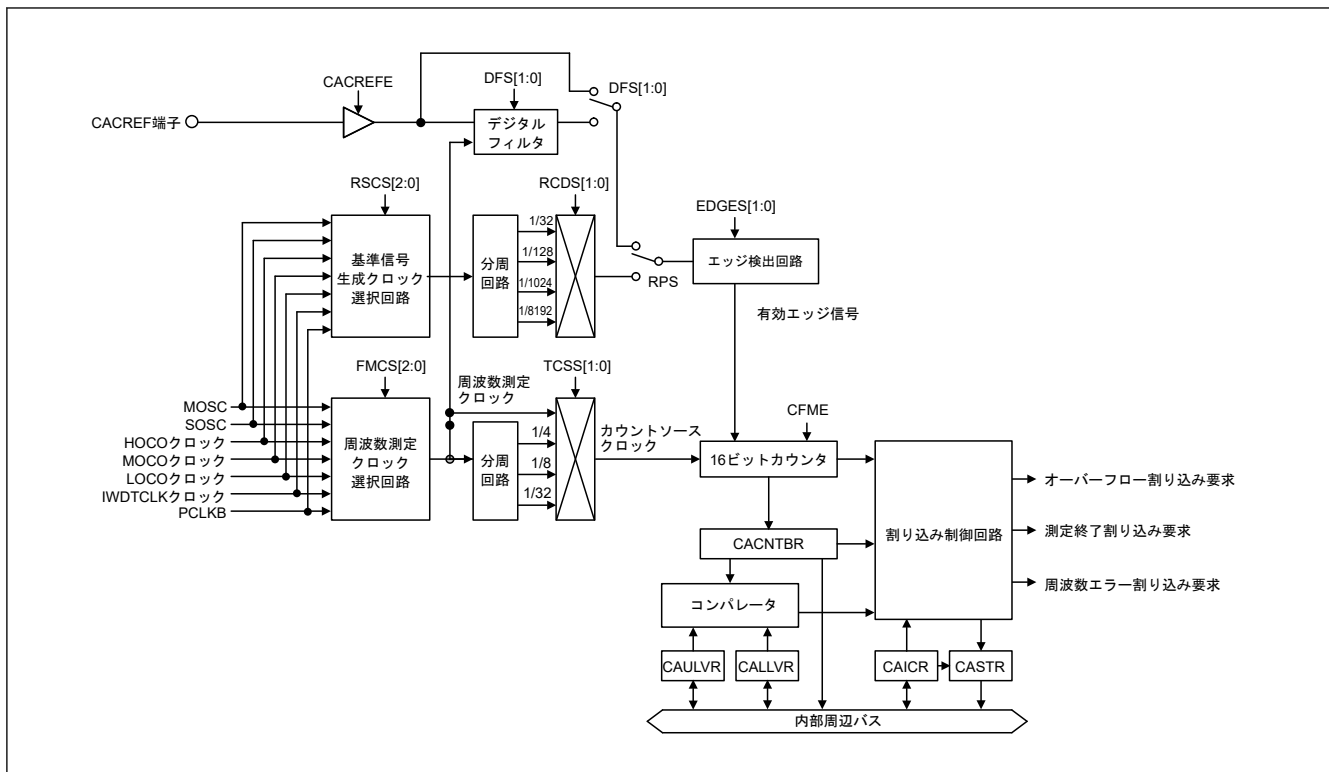 CACREFE
DFS[1:0]
DFS[1:0]
CACREF端子
デジタル
フィルタ
RSCS[2:0]
RCDS[1:0]
EDGES[1:0]
基準信号
生成クロック
選択回路
分周
回路
1/32
1/128
1/1024
1/8192
RPS
エッジ検出回路
有効エッジ信号
FMCS[2:0]
周波数測定
クロック
TCSS[1:0]
MOSC
SOSC
HOCOクロック
MOCOクロック
LOCOクロック
IWDTCLKクロック
PCLKB
周波数測定
クロック
選択回路
分周
回路
1/4
1/8
1/32
カウントソース
クロック
CFME
16ビットカウンタ
CACNTBR
コンパレータ
CAULVR
CALLVR
割り込み制御回路
オーバーフロー割り込み要求
測定終了割り込み要求
周波数エラー割り込み要求
CAICR
CASTR
内部周辺バス